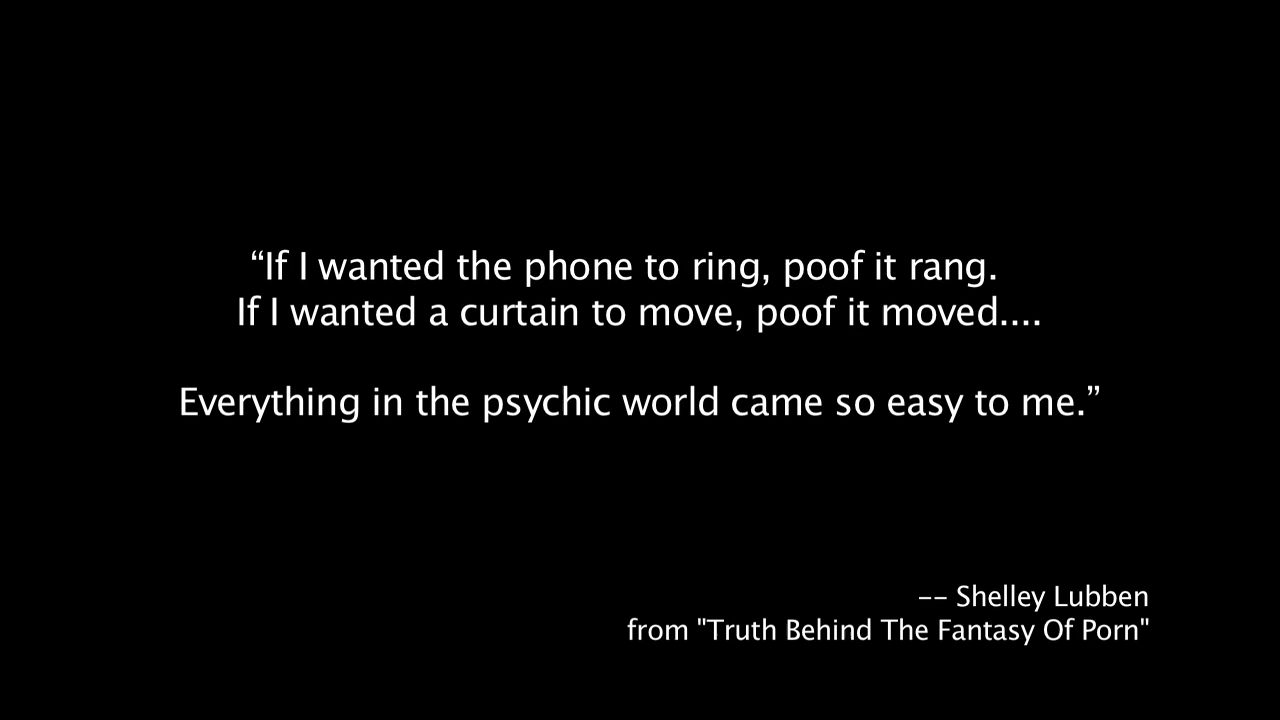 “If I wanted the phone to ring, poof it rang.
If I wanted a curtain to move, poof it moved....
Everything in the psychic world came so easy to me.”
-- Shelley Lubben
from "Truth Behind The Fantasy Of Porn"